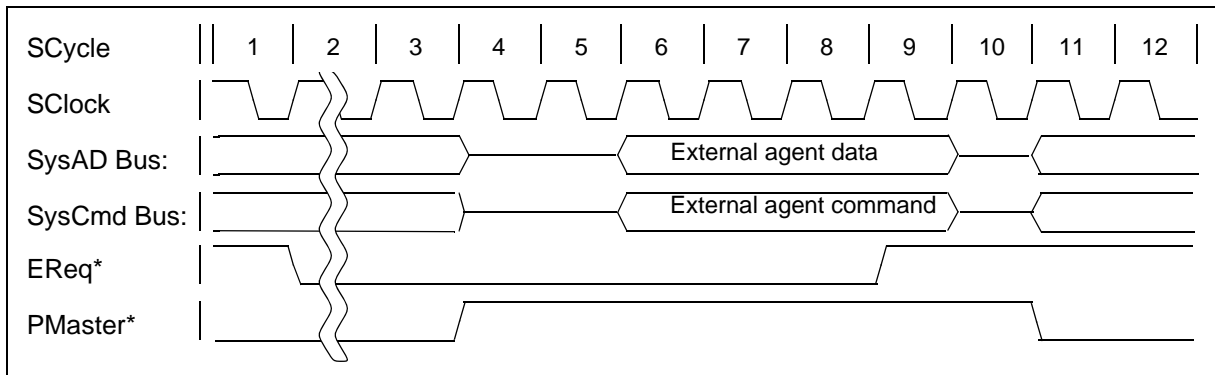 SCycle 1 2 3 4 5 6 7 8 9 10 11 12
SClock
SysAD Bus: External agent data
SysCmd Bus: External agent command
EReq*
PMaster*